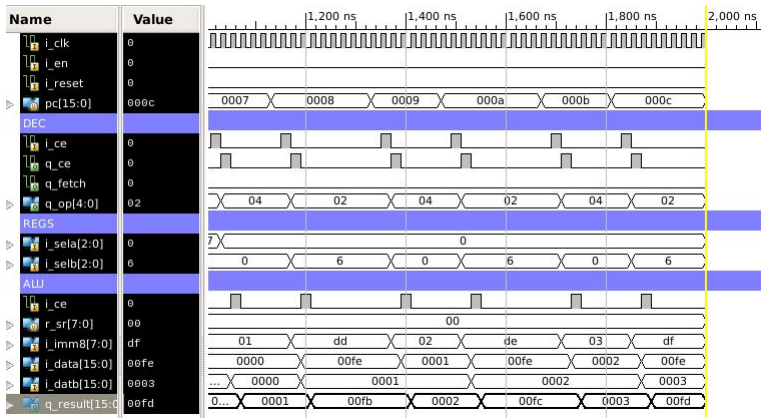 Name Value 1,200 ns 1,400 ns 1,600 ns 1,800 ns 2,000 ns
i_clk 0
i_en 0
i_reset 0
pc[15:0] 000c 0007 0008 0009 000a 000b 000c
DEC
i_ce 0
q_ce 0
q_fetch 0
q_op[4:0] 02 04 02 04 02 04 02
REGS
i_sela[2:0] 0 7 0
i_selb[2:0] 6 0 6 0 6 0 6
ALU
i_ce 0
r_sr[7:0] 00 00
i_imm8[7:0] df 01 dd 02 de 03 df
i_data[15:0] 00fe 0000 00fe 0001 00fe 0002 00fe
i_datb[15:0] 0003 ... 0000 0001 0002 0003
q_result[15:0 00fd 0... 0001 00fb 0002 00fc 0003 00fd